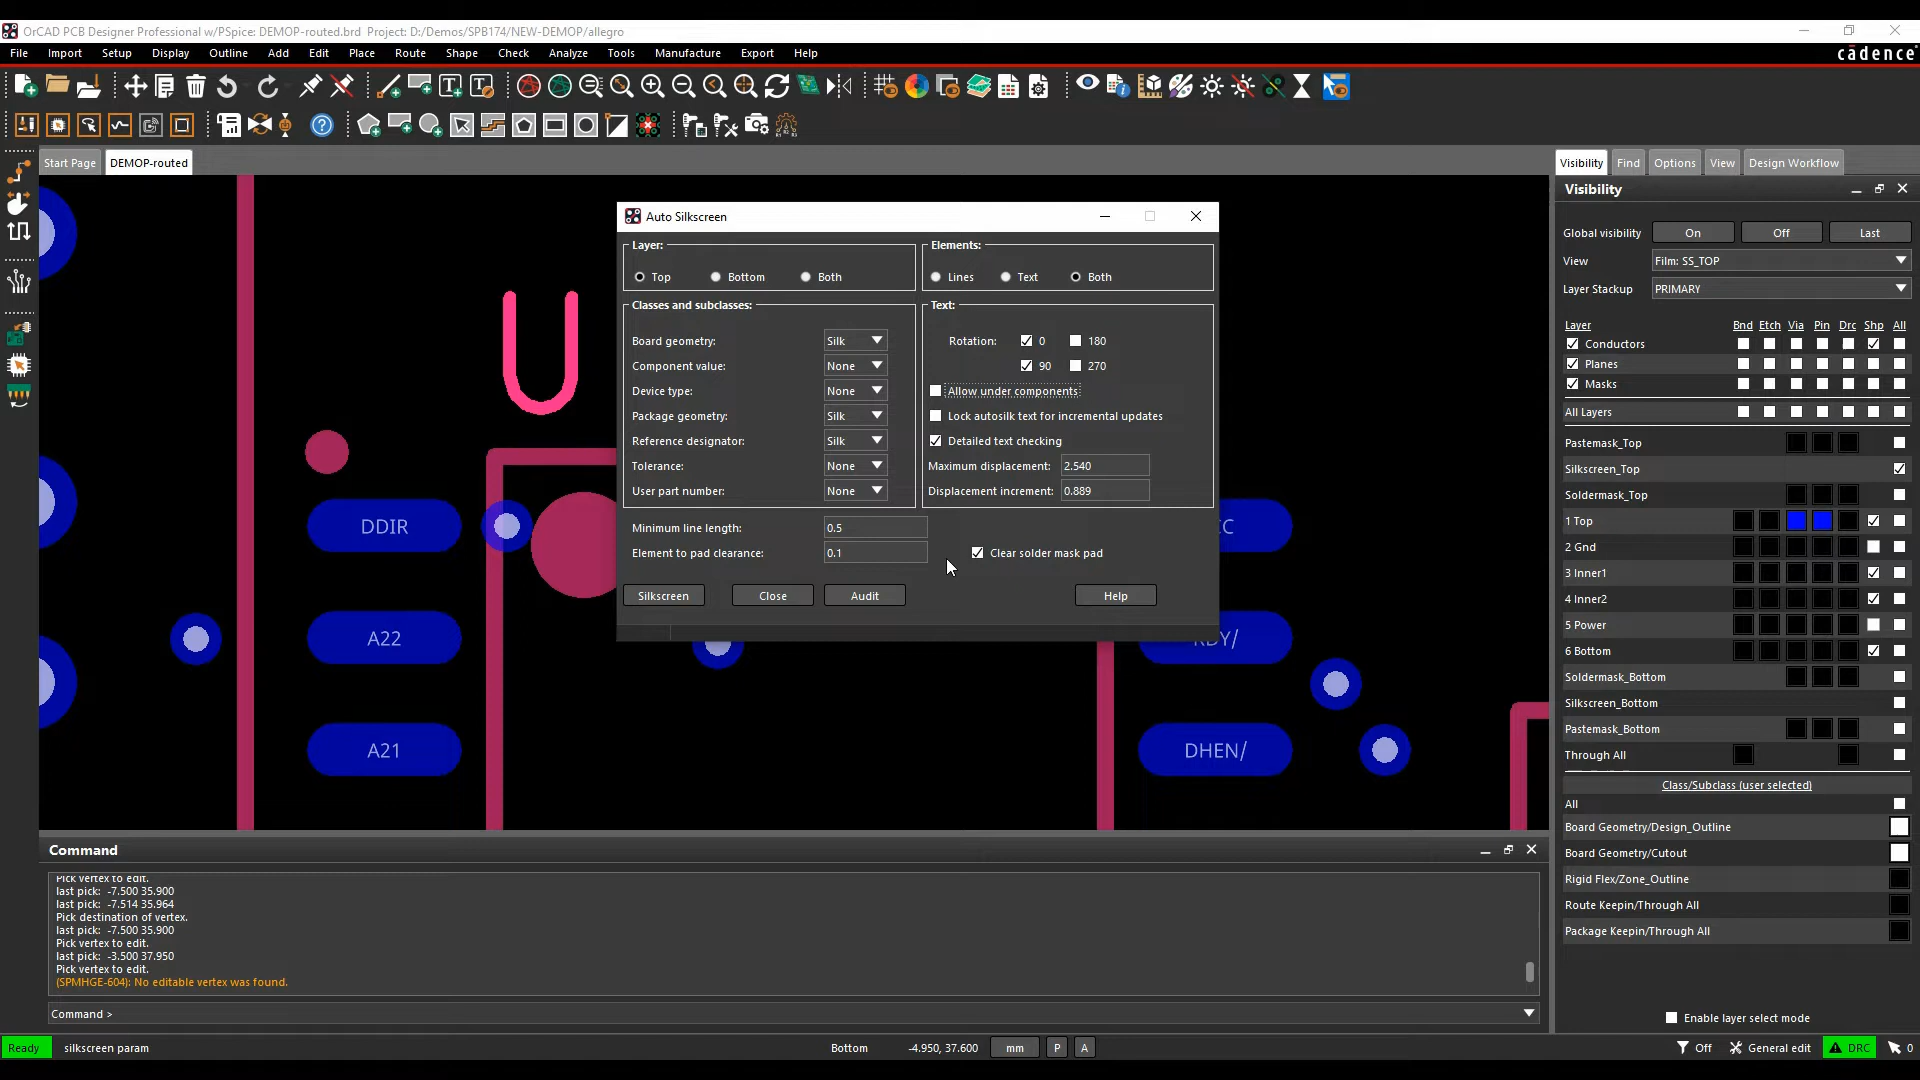 OrCAD PCB Designer Professional w/PSpice: DEMOP-routed.brd Project: D:/Demos/SPB174/NEW-DEMOP/allegro
File Import Setup Display Outline Add Edit Place Route Shape Check Analyze Tools Manufacture Export Help
cādence
Start Page DEMOP-routed
Visibility Find Options View Design Workflow
Visibility
Global visibility On Off Last
View Film: SS_TOP
Layer Stackup PRIMARY
Layer Bnd Etch Via Pin Drc Shp All
Conductors
Planes
Masks
All Layers
Pastemask_Top
Silkscreen_Top
Soldermask_Top
1 Top
2 Gnd
3 Inner1
4 Inner2
5 Power
6 Bottom
Soldermask_Bottom
Silkscreen_Bottom
Pastemask_Bottom
Through All
Class/Subclass (user selected)
All
Board Geometry/Design_Outline
Board Geometry/Cutout
Rigid Flex/Zone_Outline
Route Keepin/Through All
Package Keepin/Through All
Enable layer select mode
U
DDIR
A22
A21
DHEN/
Auto Silkscreen
Layer:
Top Bottom Both
Elements:
Lines Text Both
Classes and subclasses:
Board geometry: Silk
Component value: None
Device type: None
Package geometry: Silk
Reference designator: Silk
Tolerance: None
User part number: None
Text:
Rotation: 0 180
90 270
Allow under components
Lock autosilk text for incremental updates
Detailed text checking
Maximum displacement: 2.540
Displacement increment: 0.889
Minimum line length: 0.5
Element to pad clearance: 0.1
Clear solder mask pad
Silkscreen Close Audit Help
Command
Pick vertex to edit.
last pick: -7.500 35.900
last pick: -7.514 35.964
Pick destination of vertex.
last pick: -7.500 35.900
Pick vertex to edit.
last pick: -3.500 37.950
Pick vertex to edit.
(SPMHGE-604): No editable vertex was found.
Command >
Ready silkscreen param Bottom -4.950, 37.600 mm P A Off General edit DRC 0